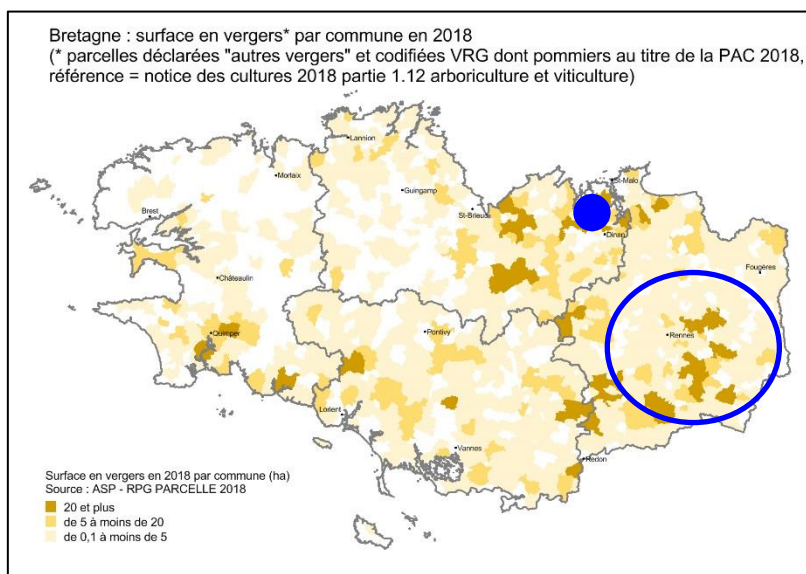 Bretagne : surface en vergers* par commune en 2018
(* parcelles déclarées "autres vergers" et codifiées VRG dont pommiers au titre de la PAC 2018,
référence = notice des cultures 2018 partie 1.12 arboriculture et viticulture)
Lannion
Morlaix
St-Malo
Guingamp
Brest
St-Brieuc
Dinan
Fougères
Châteaulin
Quimper
Pontivy
Rennes
Lorient
Vannes
Redon
Surface en vergers en 2018 par commune (ha)
Source : ASP - RPG PARCELLE 2018
20 et plus
de 5 à moins de 20
de 0,1 à moins de 5